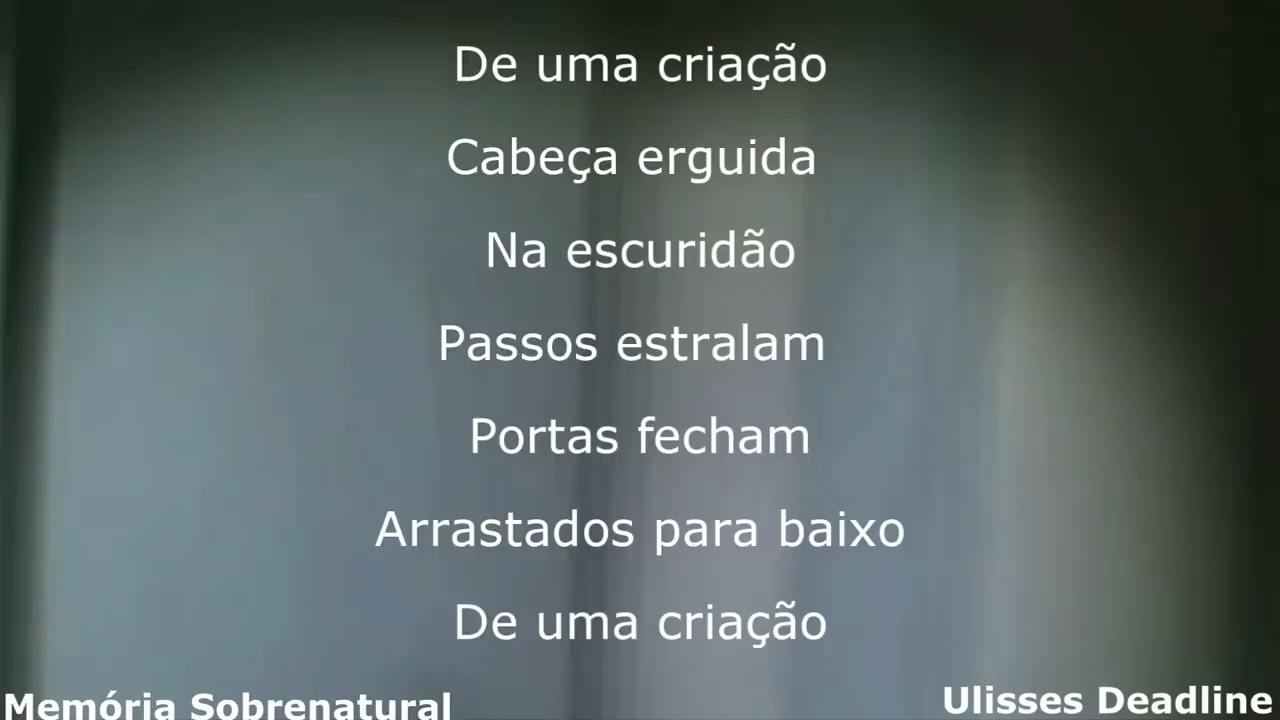 De uma criação
Cabeça erguida
Na escuridão
Passos estralam
Portas fecham
Arrastados para baixo
De uma criação
Memória Sobrenatural
Ulisses Deadline